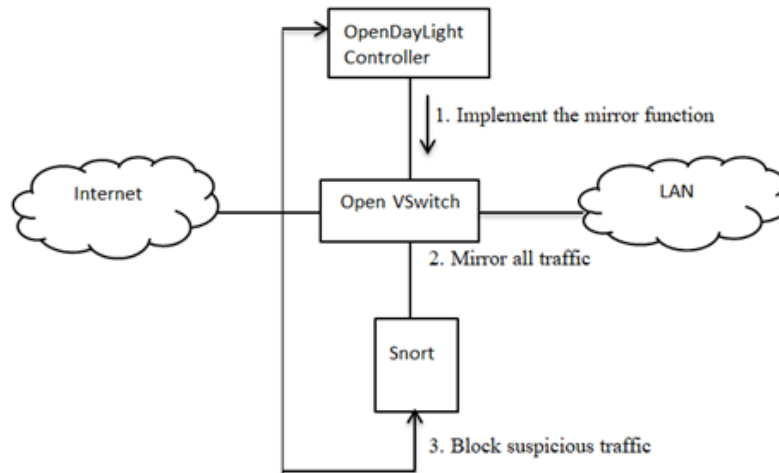 OpenDayLight
Controller
1. Implement the mirror function
Internet
Open VSwitch
LAN
2. Mirror all traffic
Snort
3. Block suspicious traffic